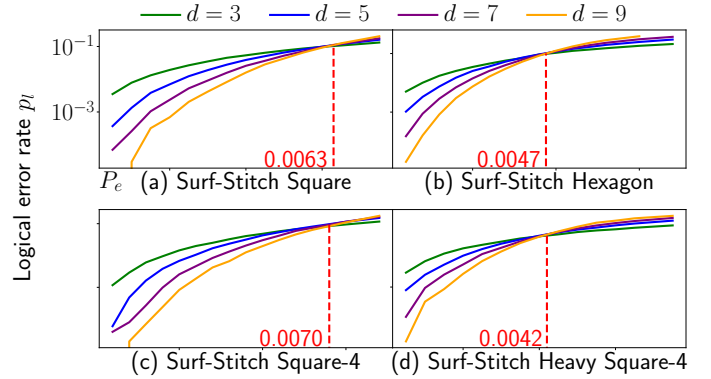 d = 3 d = 5 d = 7 d = 9
Logical error rate p_l
10^{-1}
10^{-3}
0.0063
0.0047
P_e (a) Surf-Stitch Square
(b) Surf-Stitch Hexagon
0.0070
0.0042
(c) Surf-Stitch Square-4
(d) Surf-Stitch Heavy Square-4